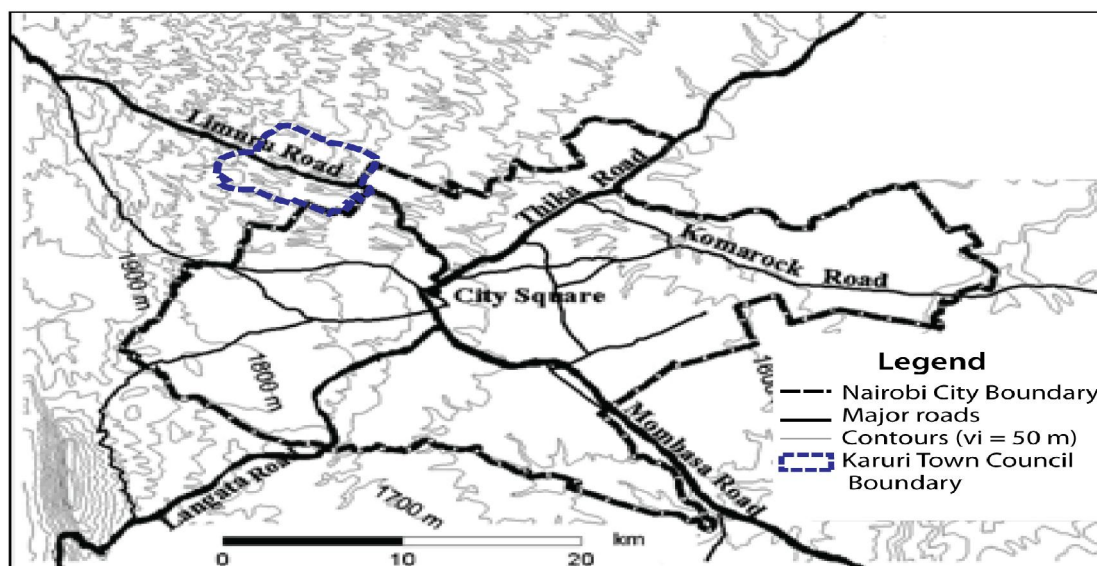 Limuru Road
Thika Road
Komarock Road
City Square
1900 m
1800 m
1600
Mombasa Road
Langata Road
1700 m
0 10 20 km
Legend
Nairobi City Boundary
Major roads
Contours (vi = 50 m)
Karuri Town Council
Boundary